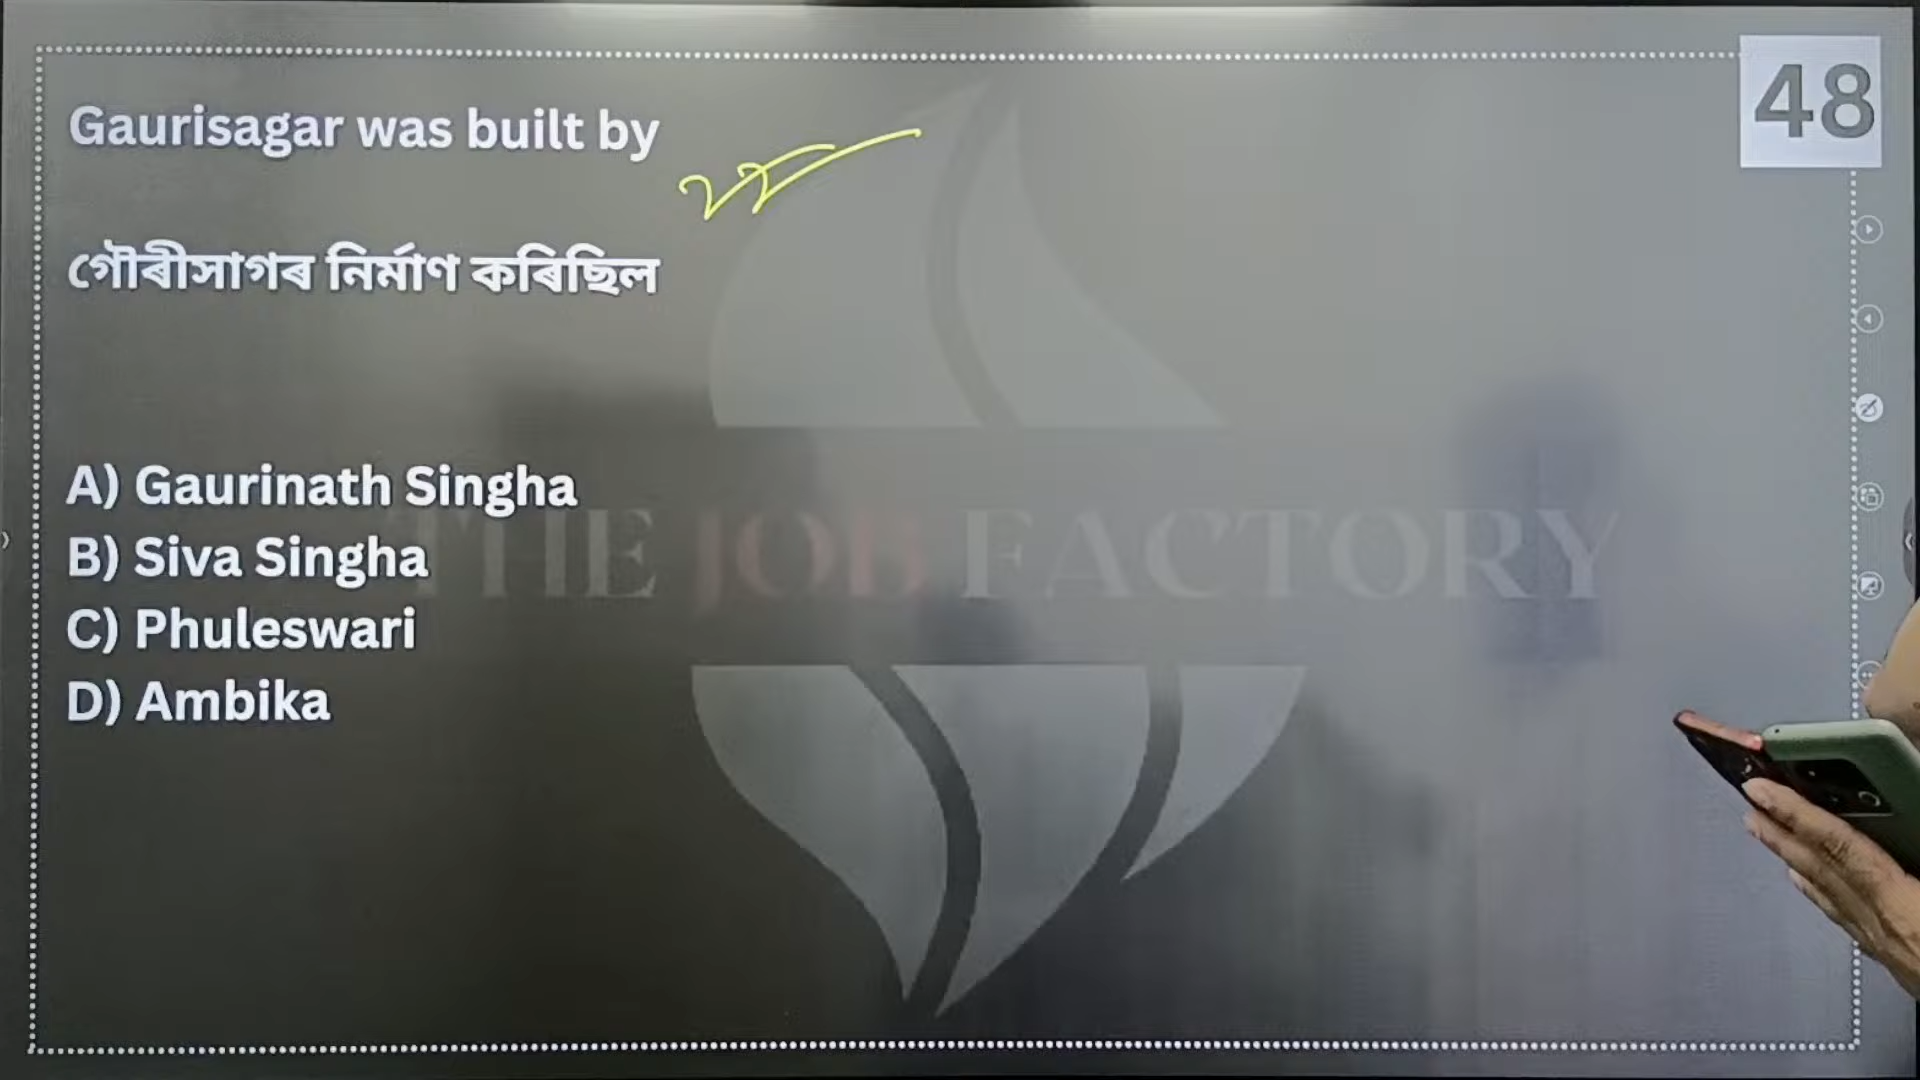 48
Gaurisagar was built by
গৌৰীসাগৰ নিৰ্মাণ কৰিছিল
A) Gaurinath Singha
B) Siva Singha
C) Phuleswari
D) Ambika
THE JOB FACTORY